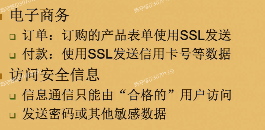 电子商务
订单：订购的产品表单使用SSL发送
付款：使用SSL发送信用卡号等数据
访问安全信息
信息通信只能由“合格的”用户访问
发送密码或其他敏感数据